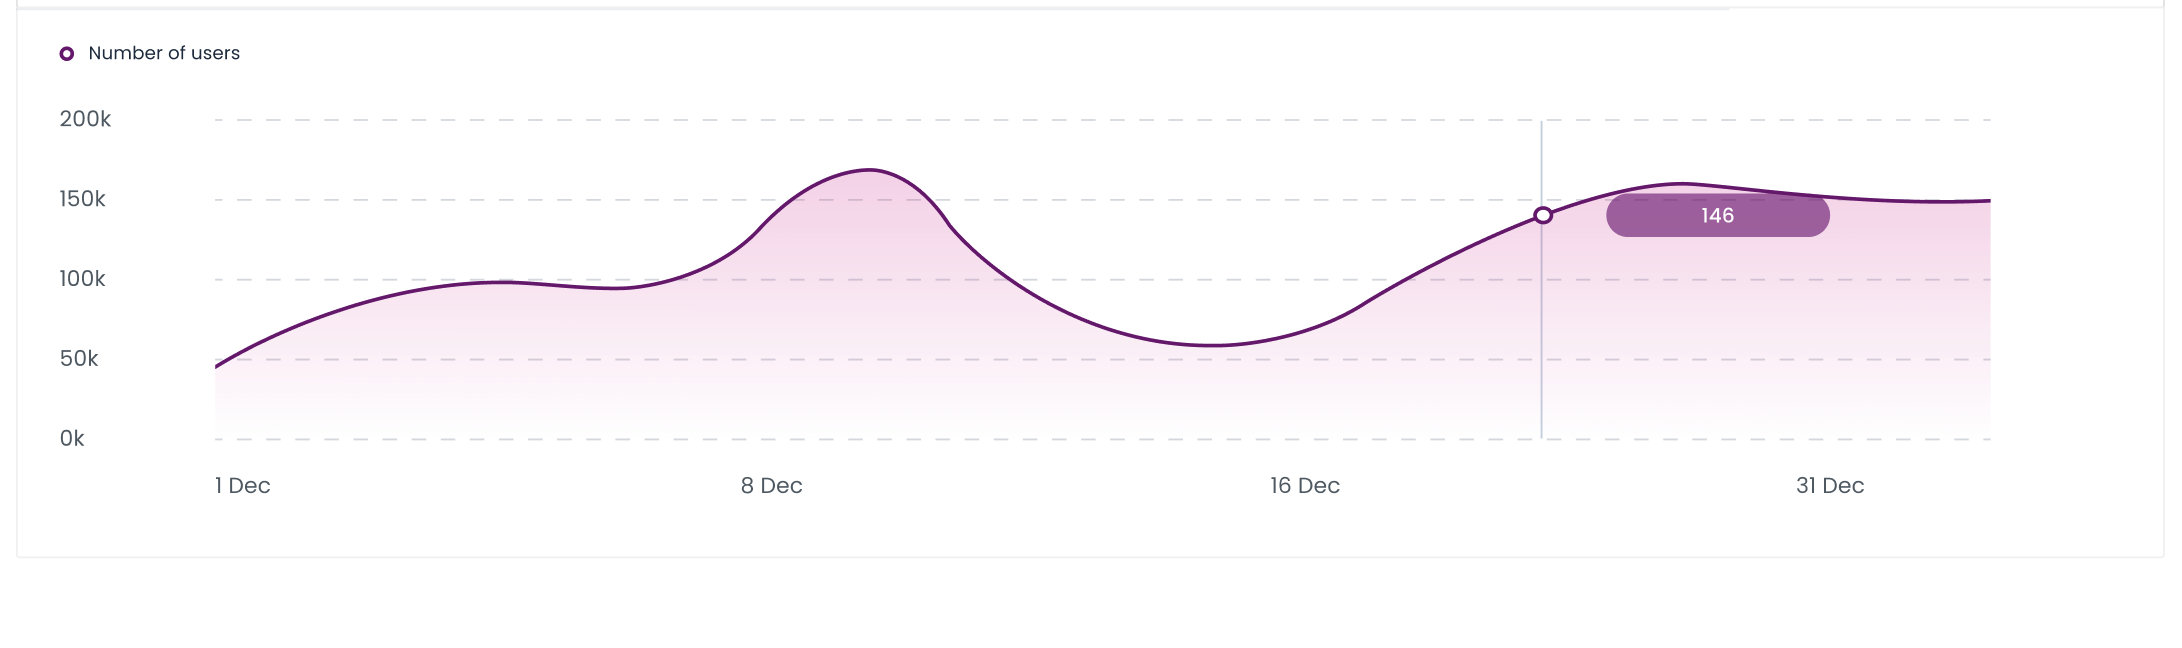 Number of users
200k
150k
146
100k
50k
0k
1 Dec 8 Dec 16 Dec 31 Dec